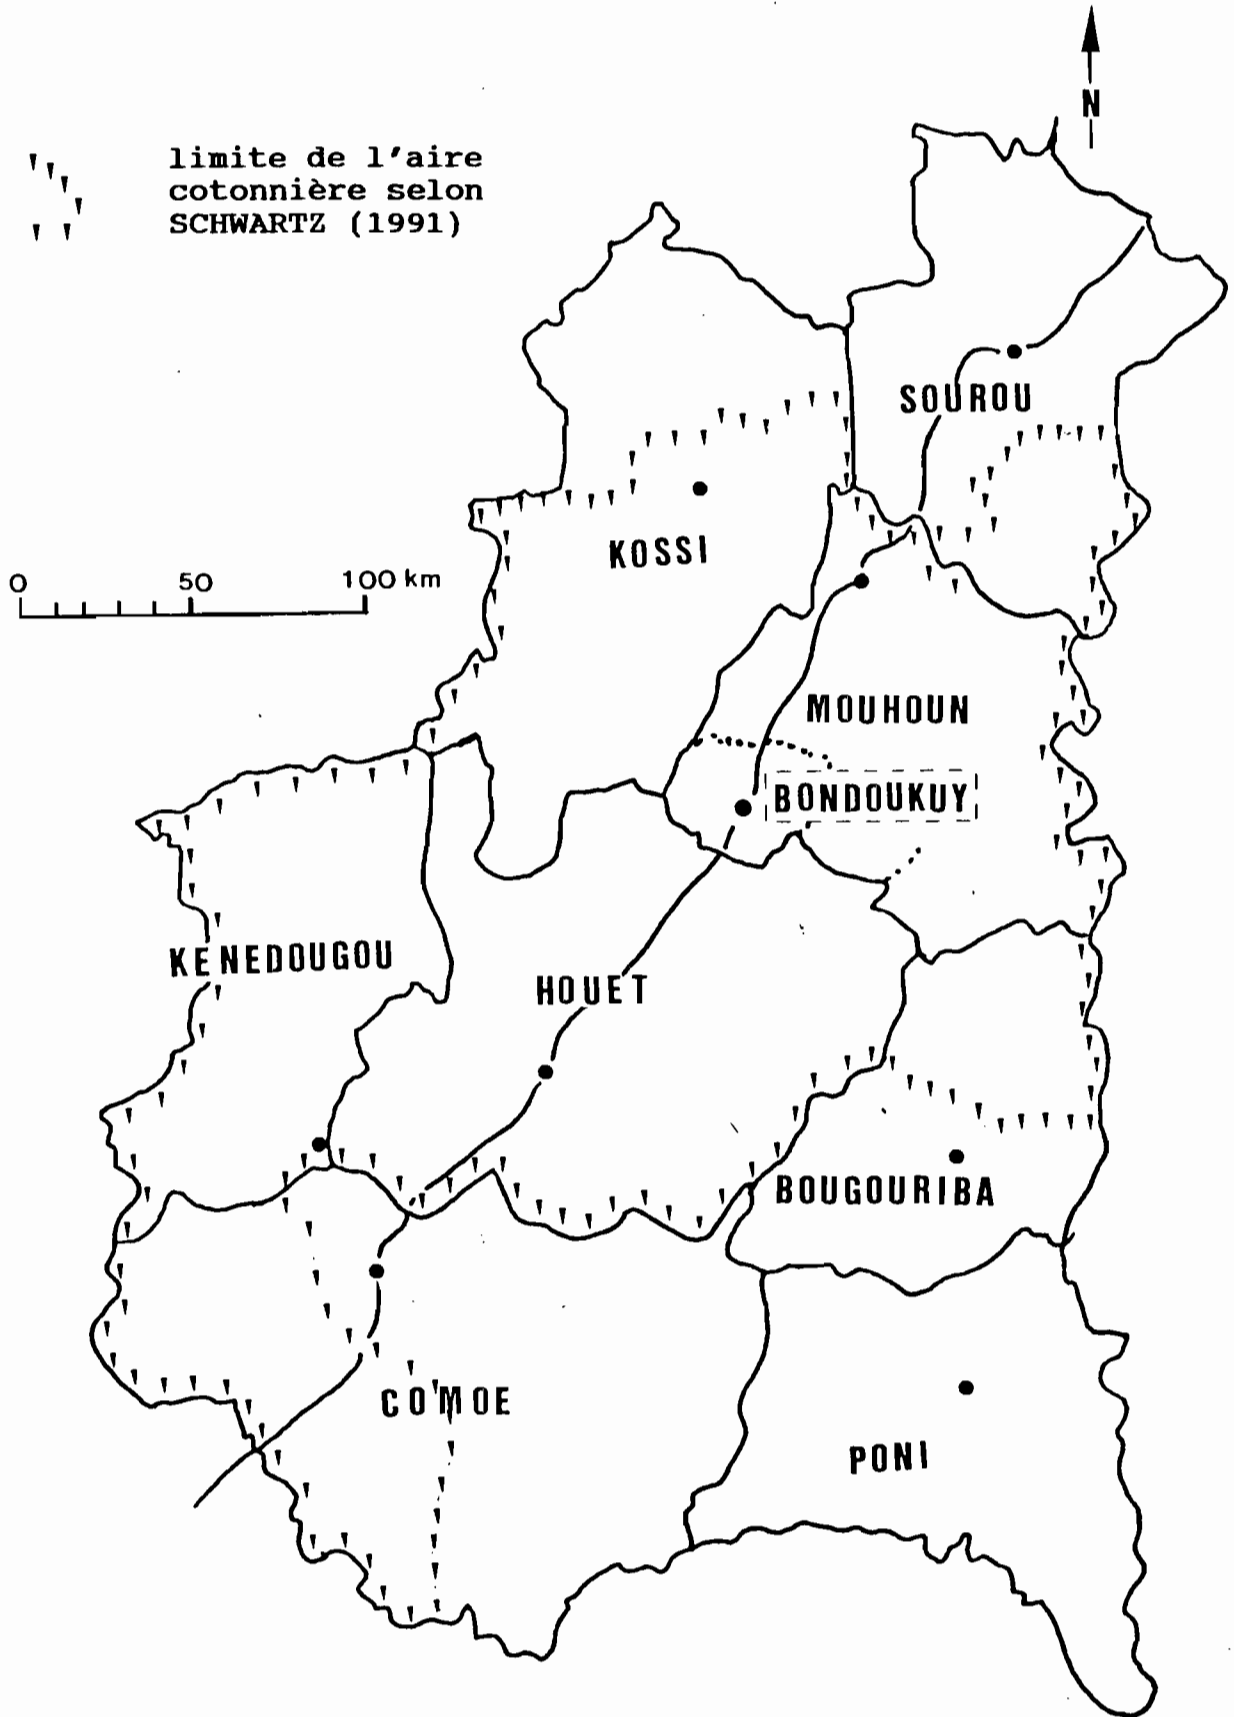 N
limite de l'aire
cotonnière selon
SCHWARTZ (1991)
SOUROU
KOSSI
0 50 100 km
MOUHOUN
BONDOUKUY
KENEDOUGOU
HOUET
BOUGOURIBA
COMOE
PONI